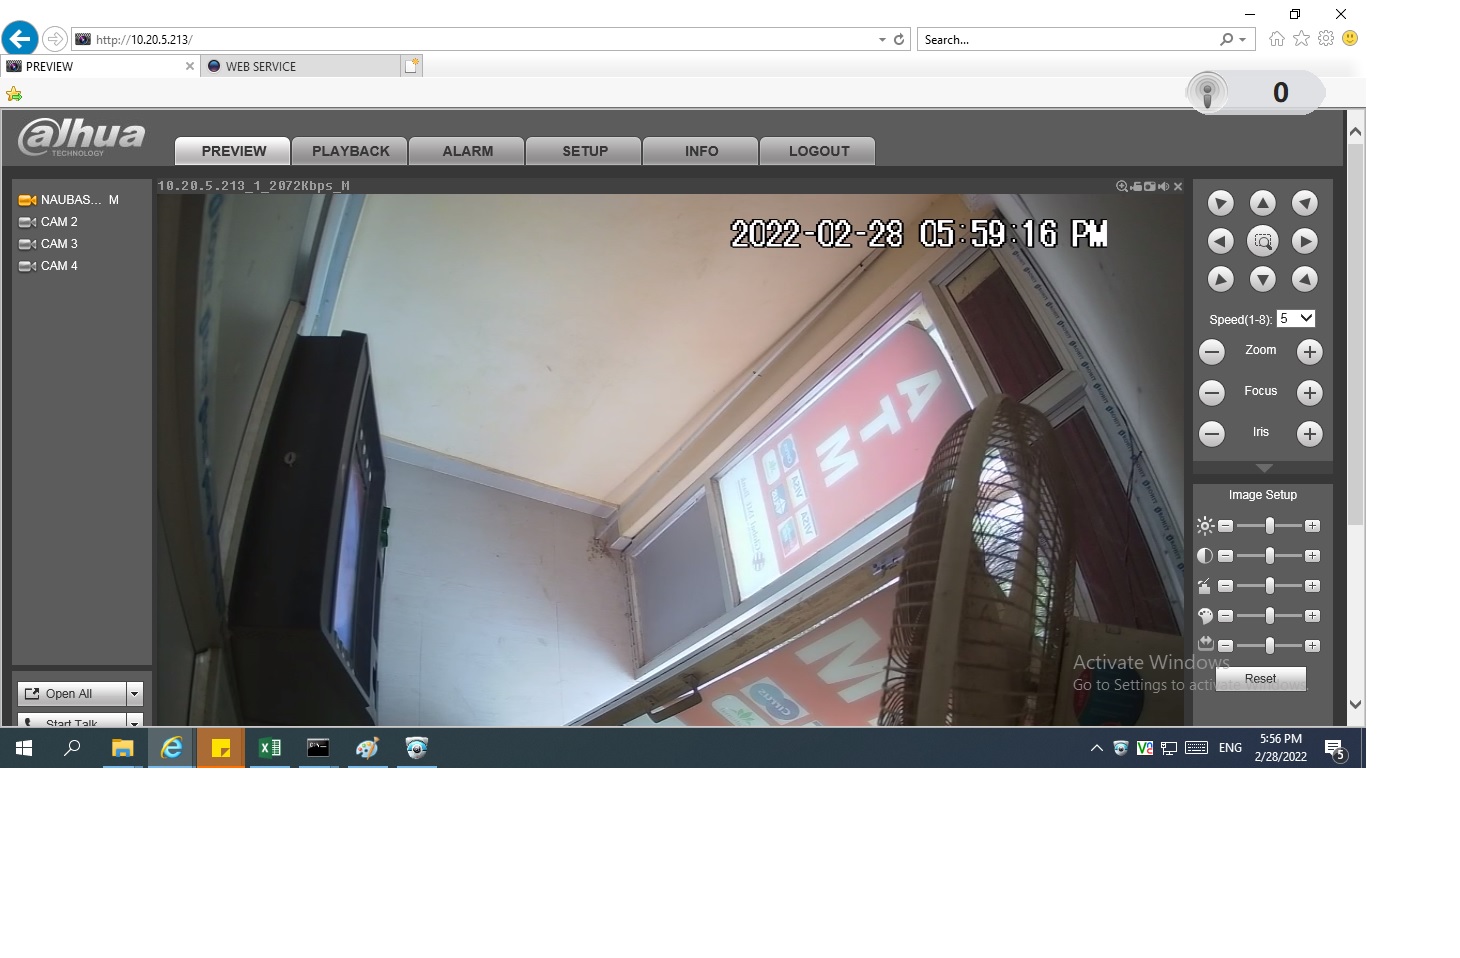 http://10.20.5.213/
Search...
PREVIEW
WEB SERVICE
0
alhua
TECHNOLOGY
PREVIEW
PLAYBACK
ALARM
SETUP
INFO
LOGOUT
NAUBAS... M
CAM 2
CAM 3
CAM 4
10.20.5.213_1_2072Kbps_M
2022-02-28 05:59:16 PM
ATM
M
Speed(1-8): 5
Zoom
Focus
Iris
Image Setup
Reset
Activate Windows
Go to Settings to activate Windows.
Open All
Start Talk
ENG
5:56 PM
2/28/2022
5